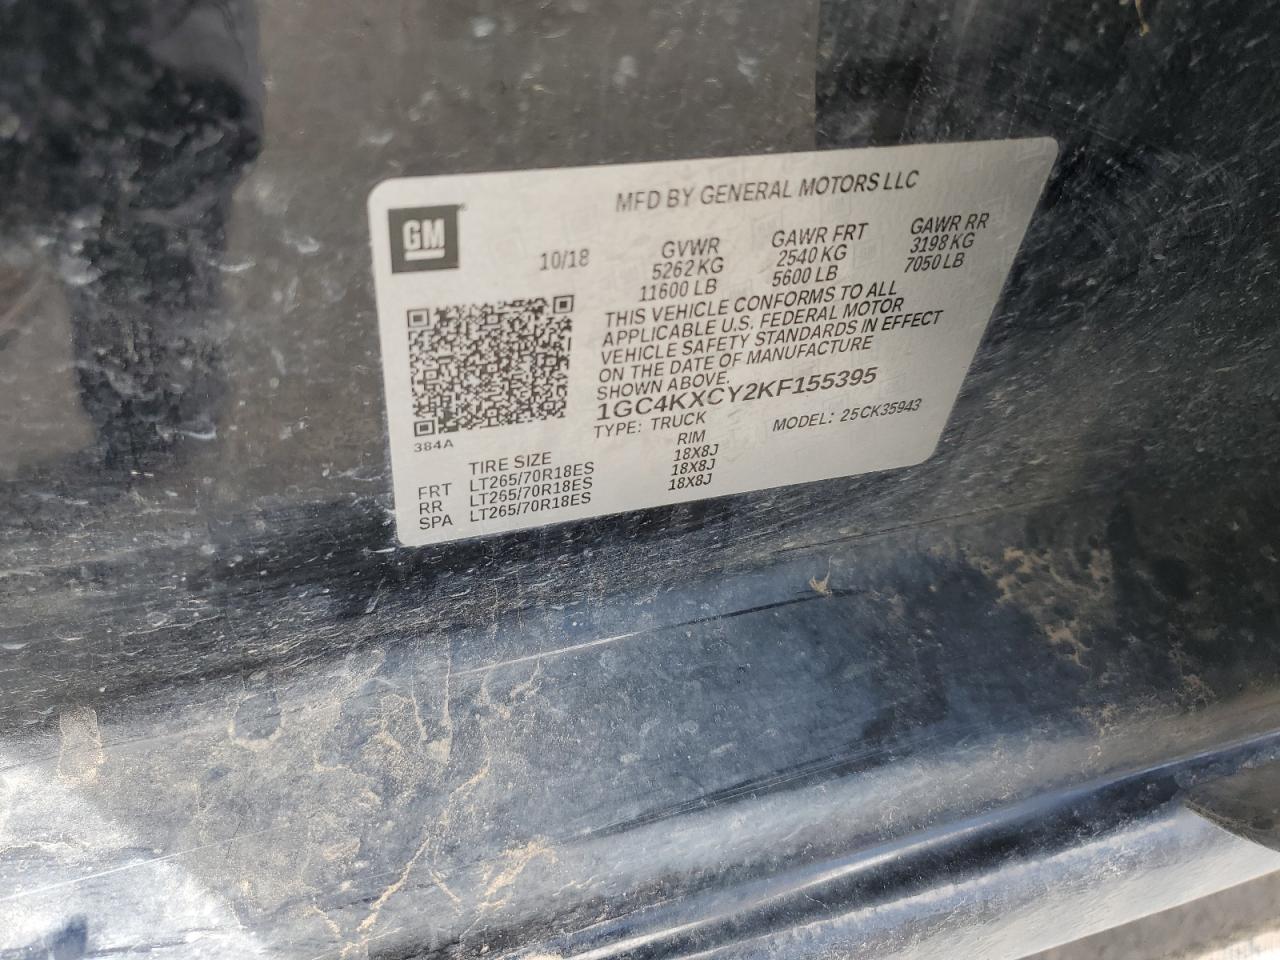 MFD BY GENERAL MOTORS LLC
GM
10/18
GVWR
5262 KG
11600 LB
GAWR FRT
2540 KG
5600 LB
GAWR RR
3198 KG
7050 LB
THIS VEHICLE CONFORMS TO ALL
APPLICABLE U.S. FEDERAL MOTOR
VEHICLE SAFETY STANDARDS IN EFFECT
ON THE DATE OF MANUFACTURE
SHOWN ABOVE.
1GC4KXCY2KF155395
TYPE: TRUCK
MODEL: 25CK35943
384A
TIRE SIZE RIM
FRT LT265/70R18ES 18X8J
RR LT265/70R18ES 18X8J
SPA LT265/70R18ES 18X8J